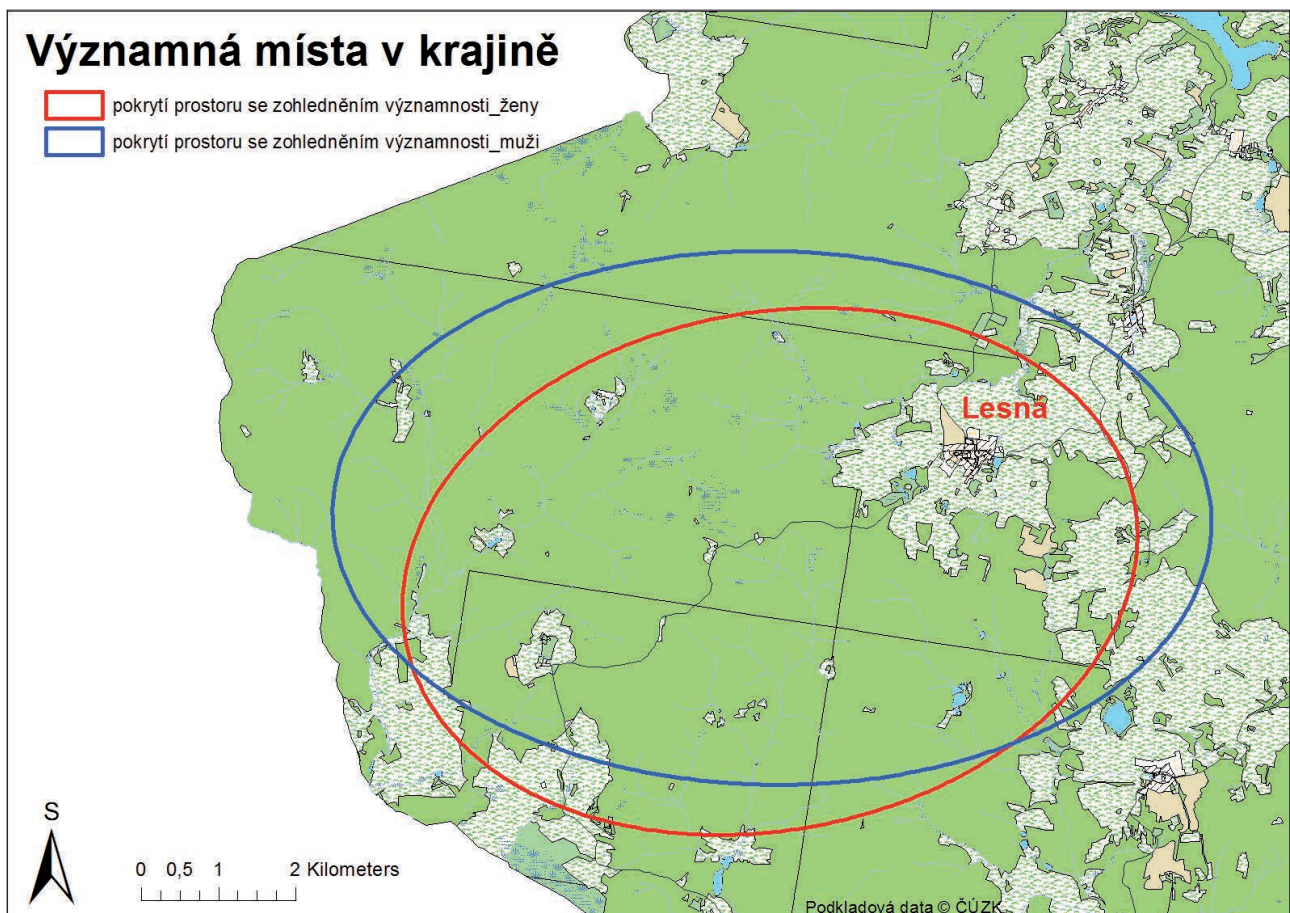 Významná místa v krajině
pokrytí prostoru se zohledněním významnosti_ženy
pokrytí prostoru se zohledněním významnosti_muži
Lesná
S
0 0,5 1 2 Kilometers
Podkladová data © ČÚZK